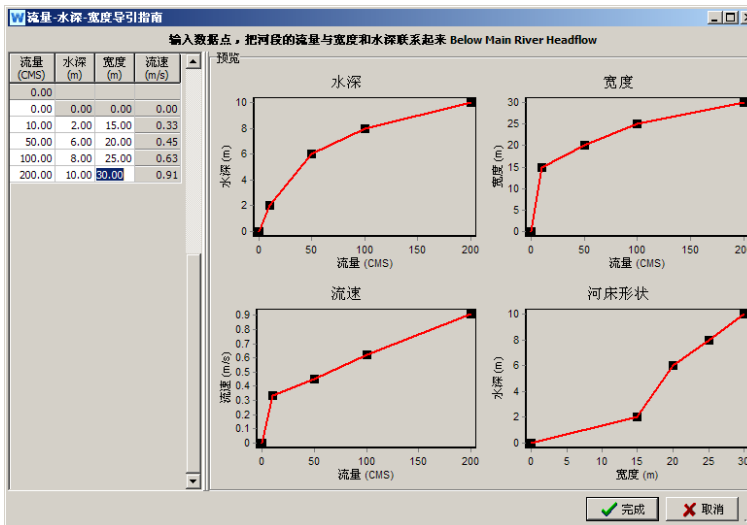 流量-水深-宽度导引指南
输入数据点，把河段的流量与宽度和水深联系起来 Below Main River Headflow
流量 水深 宽度 流速
(CMS) (m) (m) (m/s)
0.00
0.00 0.00 0.00 0.00
10.00 2.00 15.00 0.33
50.00 6.00 20.00 0.45
100.00 8.00 25.00 0.63
200.00 10.00 30.00 0.91
预览
水深
10
8
6
4
2
0
水深 (m)
0 50 100 150 200
流量 (CMS)
宽度
30
25
20
15
10
5
0
宽度 (m)
0 50 100 150 200
流量 (CMS)
流速
0.9
0.8
0.7
0.6
0.5
0.4
0.3
0.2
0.1
0
流速 (m/s)
0 50 100 150 200
流量 (CMS)
河床形状
10
8
6
4
2
0
水深 (m)
0 5 10 15 20 25 30
宽度 (m)
完成
取消